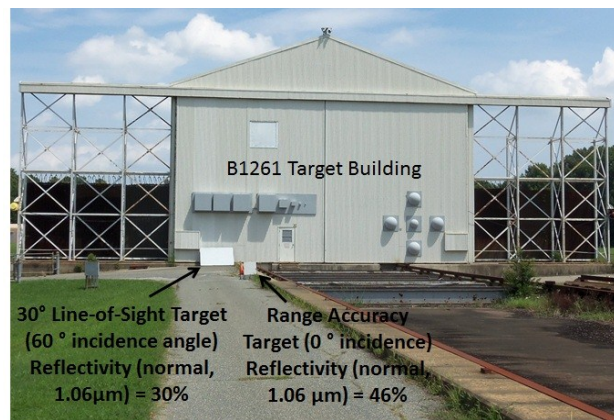 B1261 Target Building
30° Line-of-Sight Target
(60 ° incidence angle)
Reflectivity (normal,
1.06µm) = 30%
Range Accuracy
Target (0 ° incidence)
Reflectivity (normal,
1.06 µm) = 46%